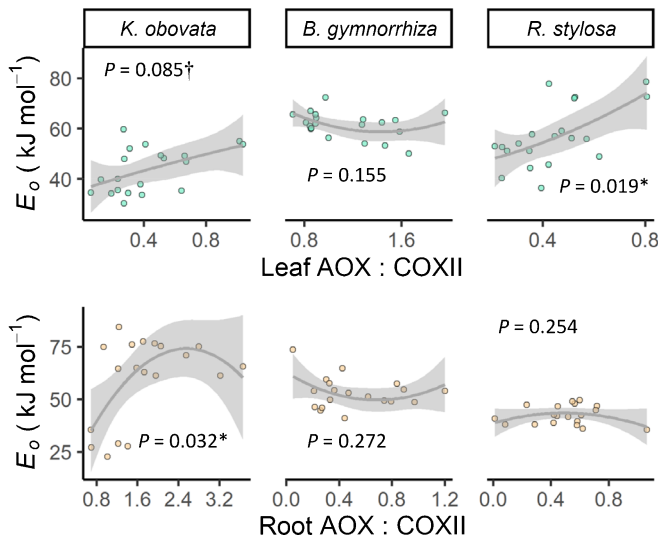 K. obovata B. gymnorrhiza R. stylosa
P = 0.085†
80
60
40
P = 0.155
P = 0.019*
E₀ ( kJ mol⁻¹)
0.4 0.8 0.8 1.6 0.4 0.8
Leaf AOX : COXII
P = 0.254
75
50
25
P = 0.032*
P = 0.272
E₀ ( kJ mol⁻¹)
0.8 1.6 2.4 3.2 0.0 0.4 0.8 1.2 0.0 0.4 0.8
Root AOX : COXII